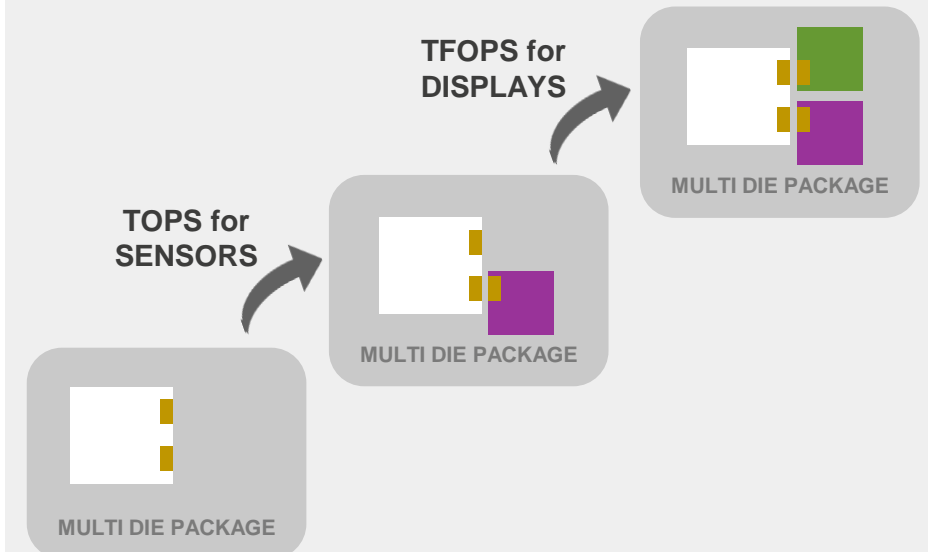 TFOPS for
DISPLAYS
MULTI DIE PACKAGE
TOPS for
SENSORS
MULTI DIE PACKAGE
MULTI DIE PACKAGE